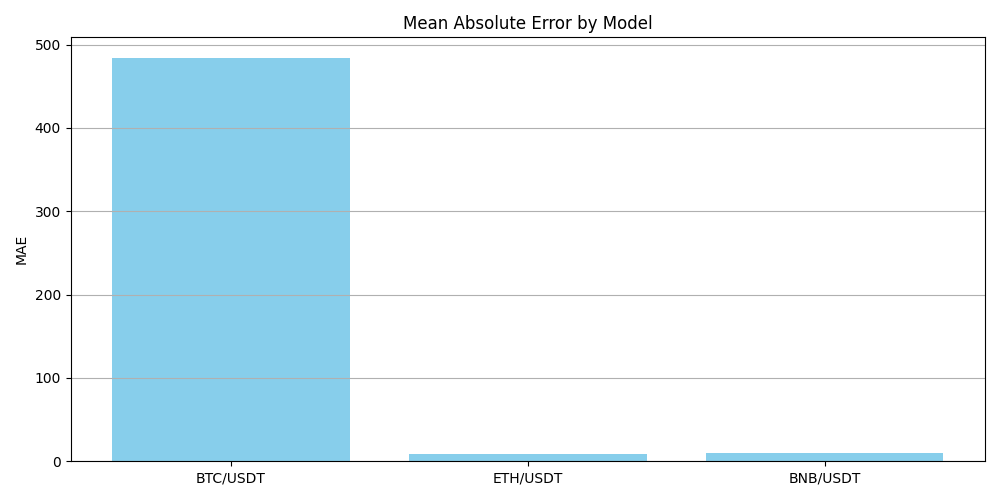 Mean Absolute Error by Model
500
400
300
200
100
0
MAE
BTC/USDT
ETH/USDT
BNB/USDT